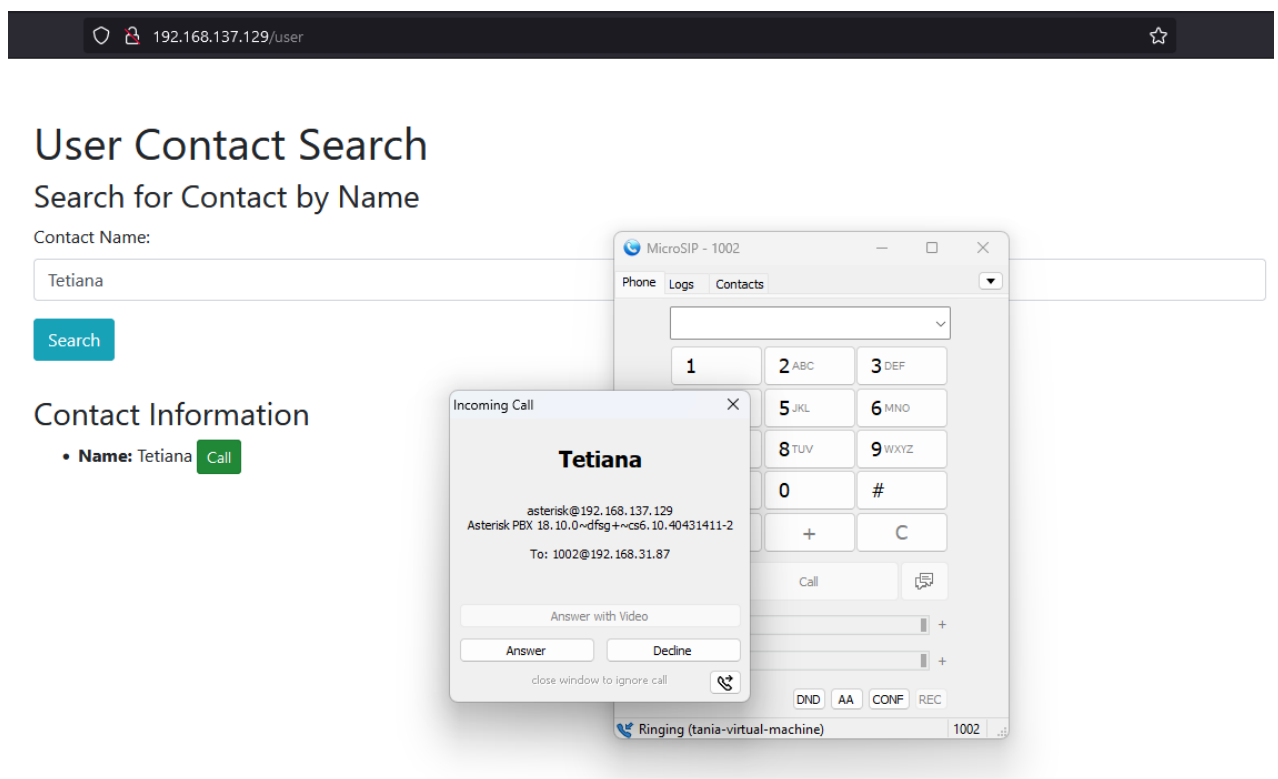 192.168.137.129/user
User Contact Search
Search for Contact by Name
Contact Name:
Tetiana
Search
Contact Information
• Name: Tetiana Call
MicroSIP - 1002
Phone Logs Contacts
1 2 ABC 3 DEF
5 JKL 6 MNO
8 TUV 9 WXYZ
0 #
+ C
Call
+
+
DND AA CONF REC
Ringing (tania-virtual-machine) 1002
Incoming Call
Tetiana
asterisk@192.168.137.129
Asterisk PBX 18.10.0~dfsg+~cs6.10.40431411-2
To: 1002@192.168.31.87
Answer with Video
Answer Decline
close window to ignore call